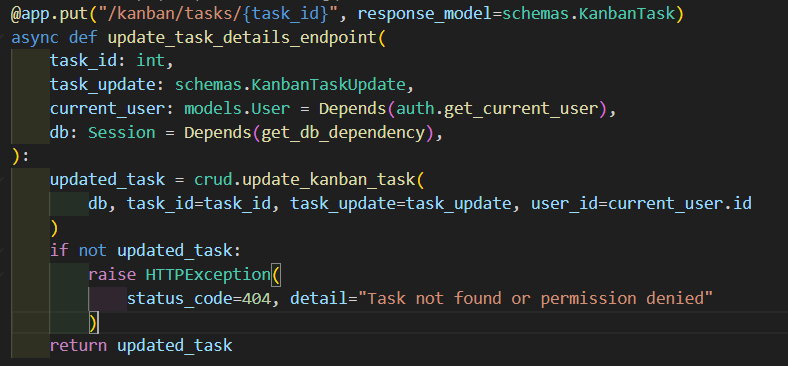 @app.put("/kanban/tasks/{task_id}", response_model=schemas.KanbanTask)
async def update_task_details_endpoint(
    task_id: int,
    task_update: schemas.KanbanTaskUpdate,
    current_user: models.User = Depends(auth.get_current_user),
    db: Session = Depends(get_db_dependency),
):
    updated_task = crud.update_kanban_task(
        db, task_id=task_id, task_update=task_update, user_id=current_user.id
    )
    if not updated_task:
        raise HTTPException(
            status_code=404, detail="Task not found or permission denied"
        )
    return updated_task